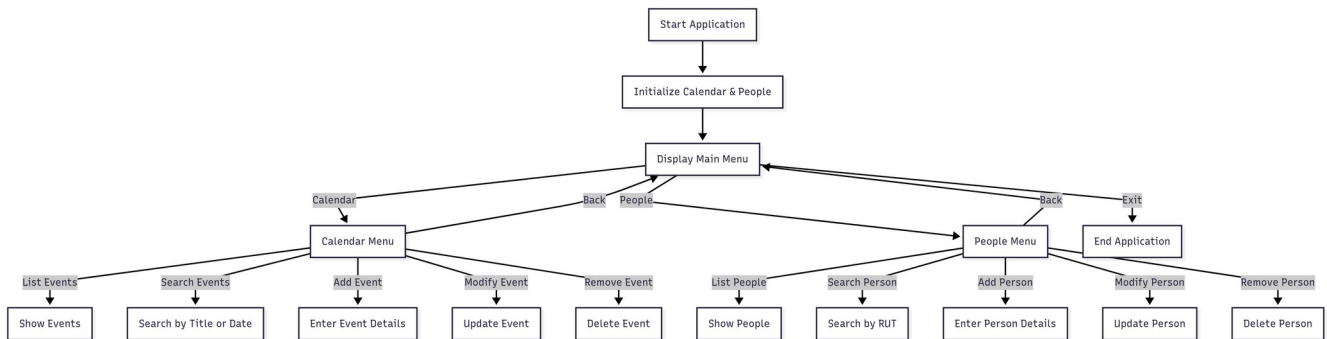 Start Application
Initialize Calendar & People
Display Main Menu
Calendar
Back
People
Back
Exit
Calendar Menu
People Menu
End Application
List Events
Search Events
Add Event
Modify Event
Remove Event
List People
Search Person
Add Person
Modify Person
Remove Person
Show Events
Search by Title or Date
Enter Event Details
Update Event
Delete Event
Show People
Search by RUT
Enter Person Details
Update Person
Delete Person